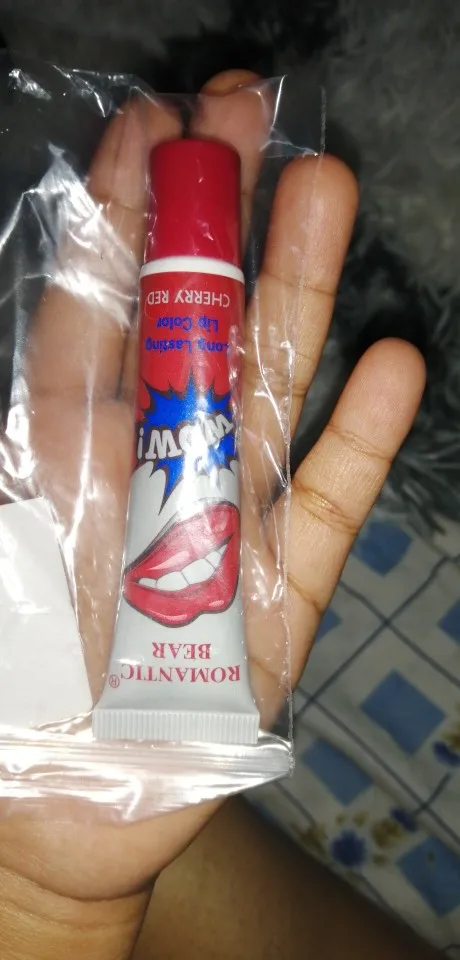 ROMANTIC®
BEAR
WOW!
Long Lasting
Lip Color
CHERRY RED